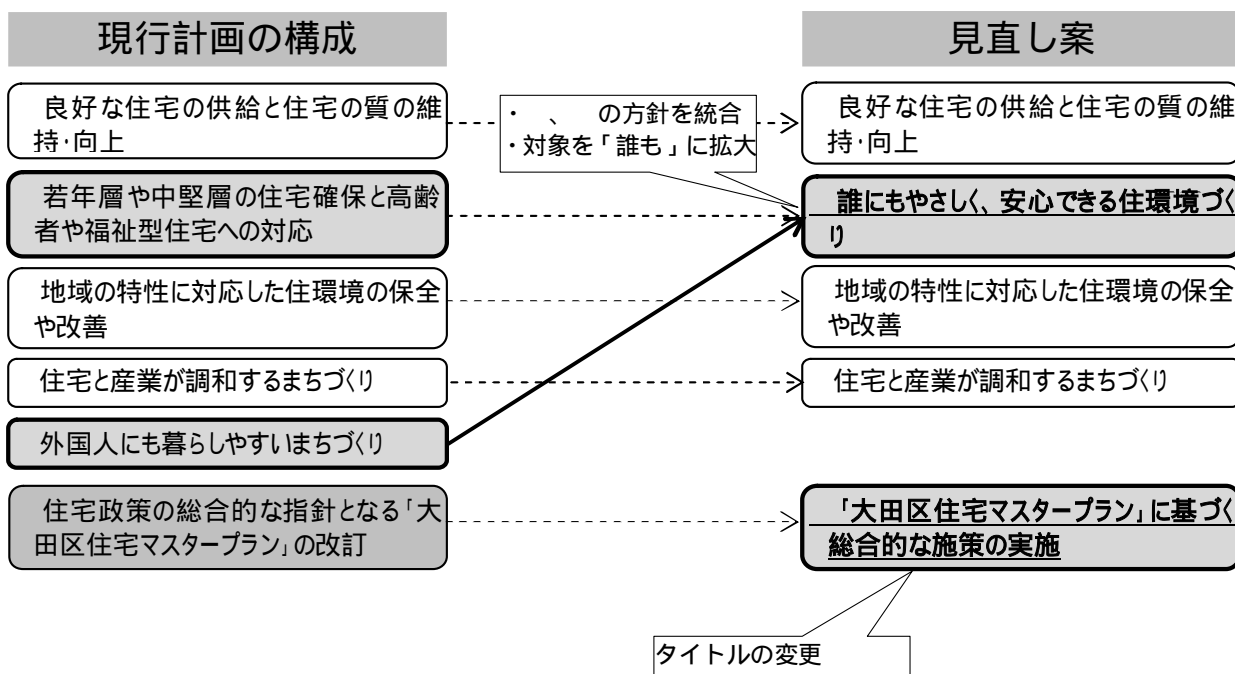 現行計画の構成
良好な住宅の供給と住宅の質の維
持・向上
若年層や中堅層の住宅確保と高齢
者や福祉型住宅への対応
地域の特性に対応した住環境の保全
や改善
住宅と産業が調和するまちづくり
外国人にも暮らしやすいまちづくり
住宅政策の総合的な指針となる「大
田区住宅マスタープラン」の改訂
・　、　の方針を統合
・対象を「誰も」に拡大
見直し案
良好な住宅の供給と住宅の質の維
持・向上
誰にもやさしく、安心できる住環境づく
り
地域の特性に対応した住環境の保全
や改善
住宅と産業が調和するまちづくり
「大田区住宅マスタープラン」に基づく
総合的な施策の実施
タイトルの変更